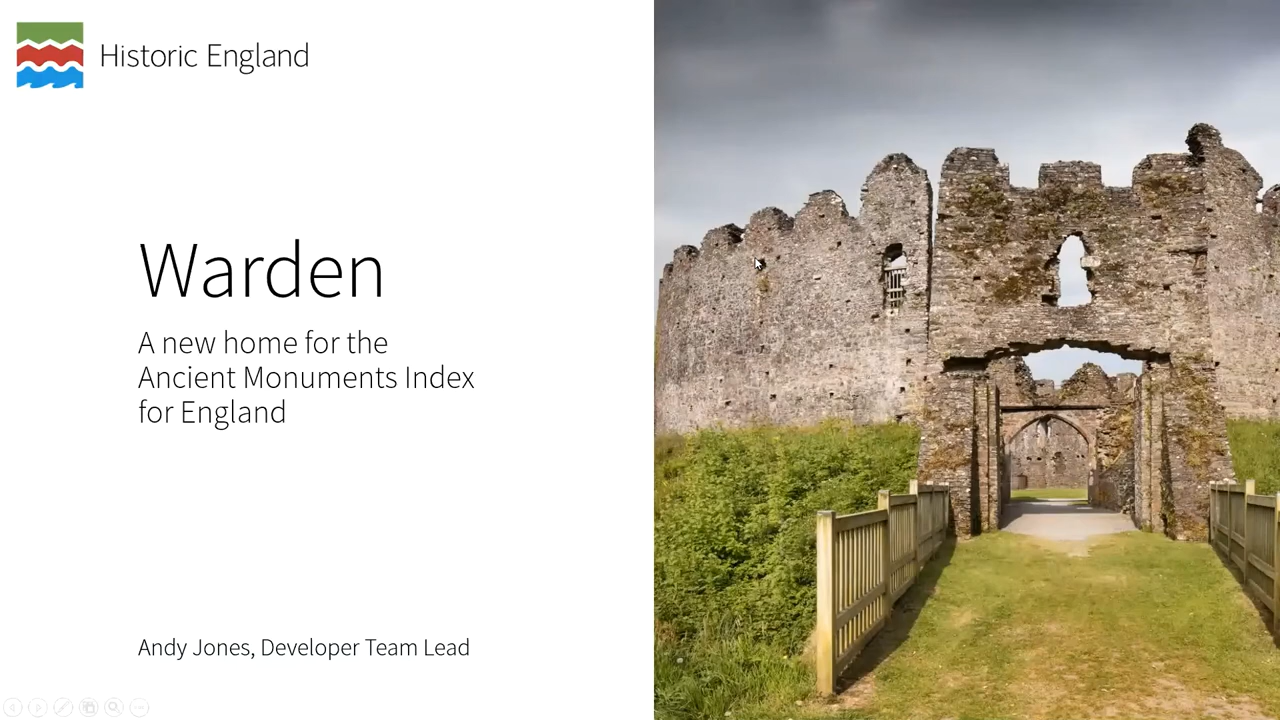 Historic England
Warden
A new home for the
Ancient Monuments Index
for England
Andy Jones, Developer Team Lead